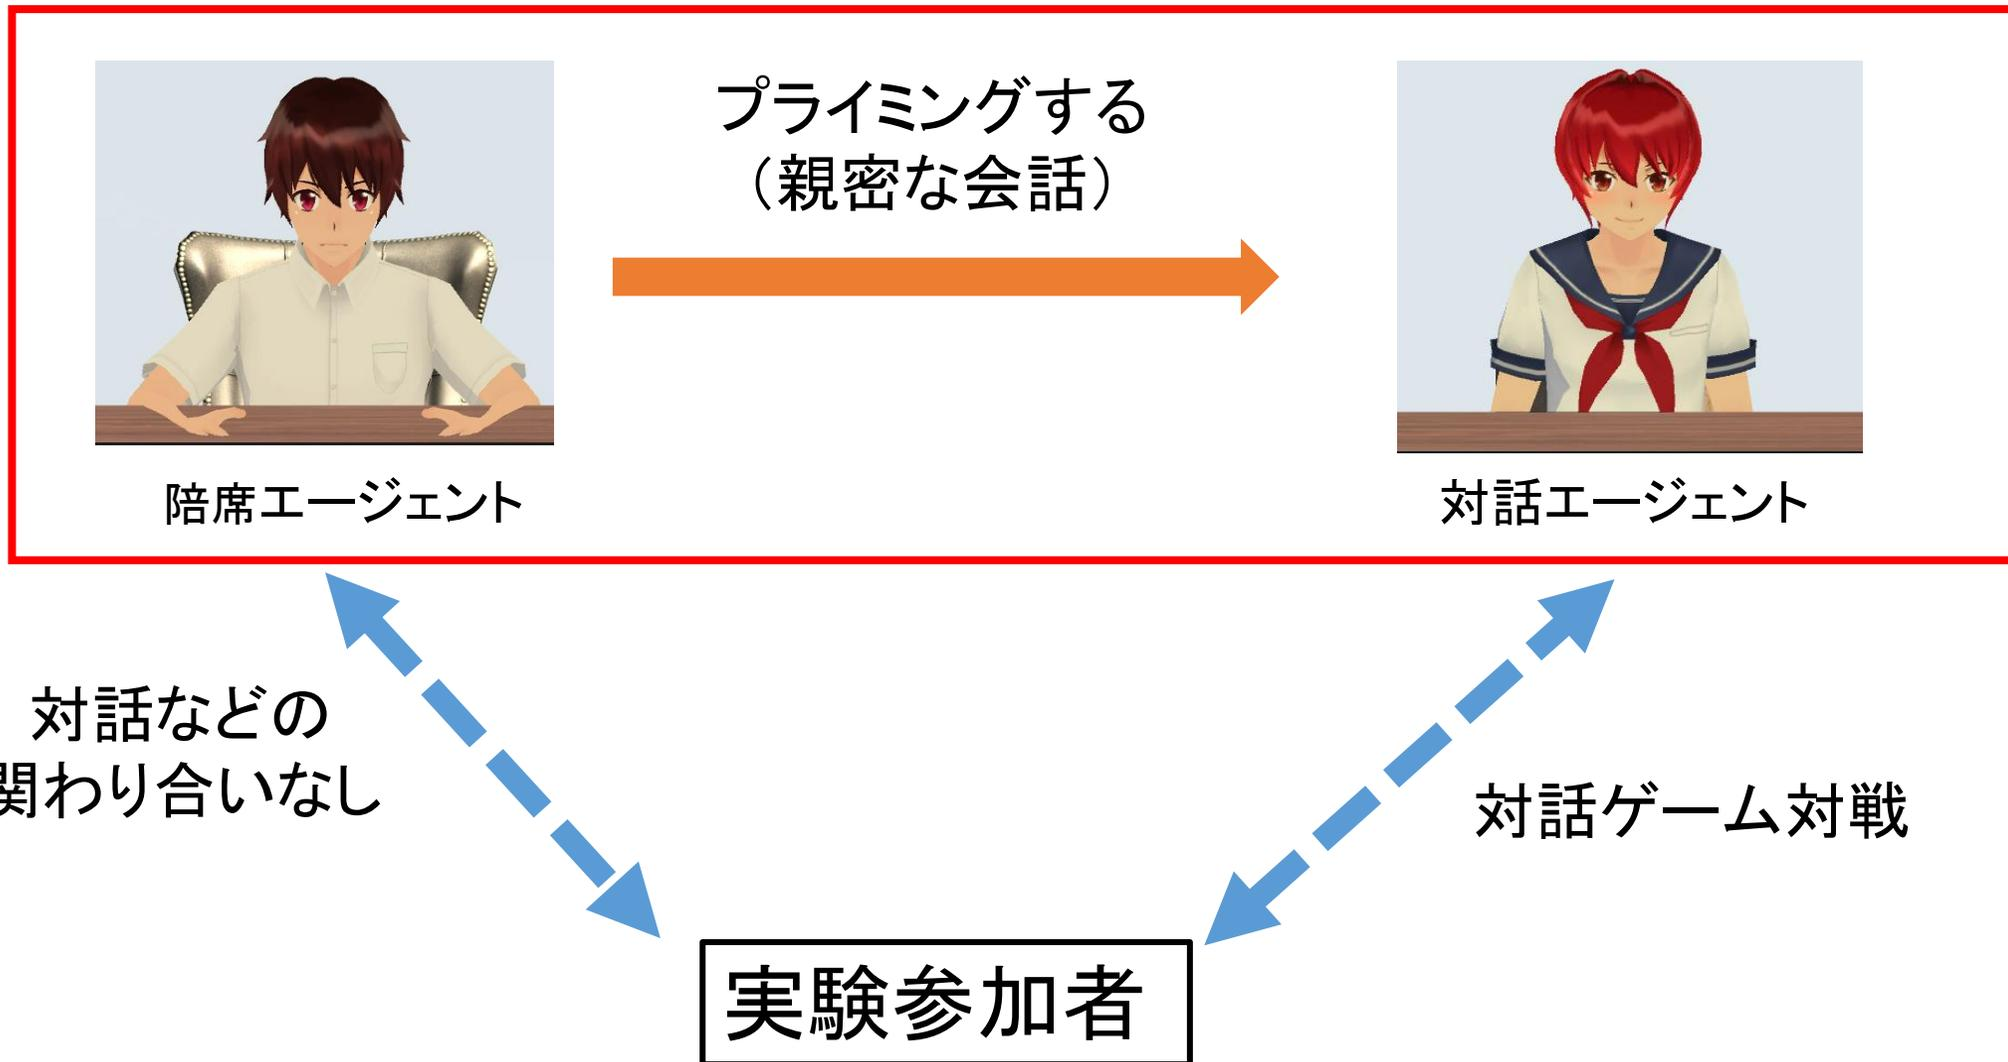 プライミングする
（親密な会話）
陪席エージェント
対話エージェント
対話などの
関わり合いなし
対話ゲーム対戦
実験参加者